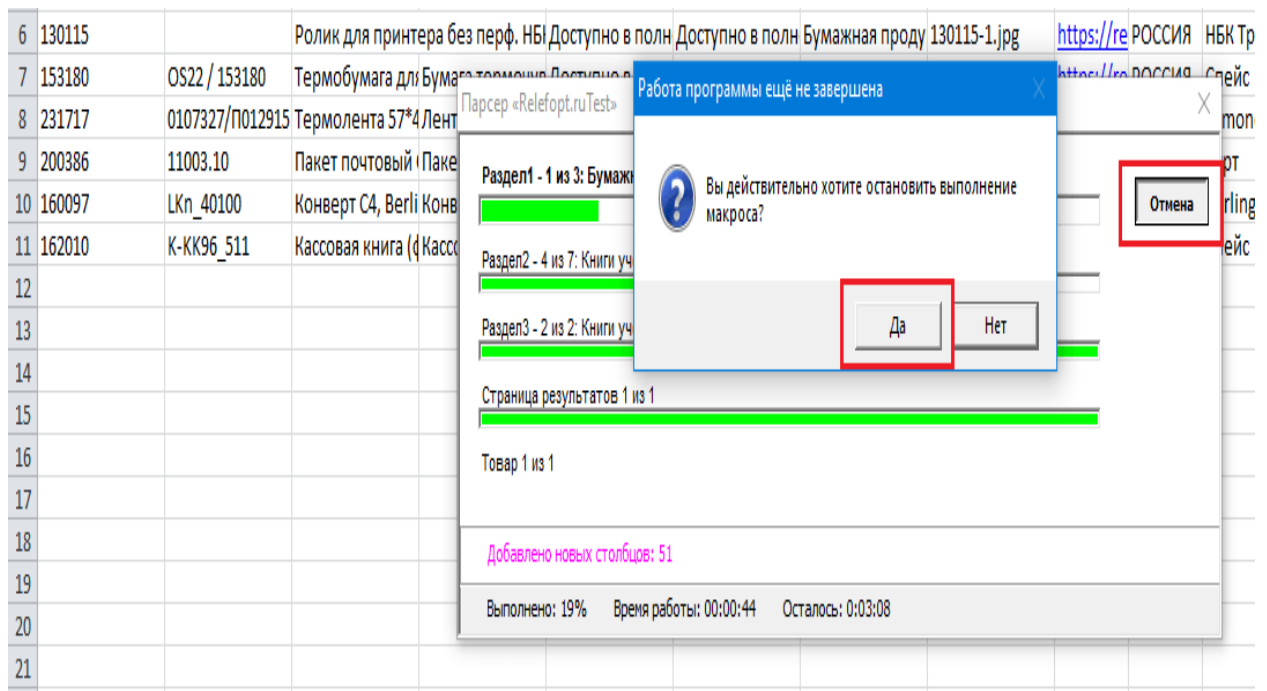 6 130115 Ролик для принтера без перф. НБК Доступно в полн Доступно в полн Бумажная проду 130115-1.jpg https://re РОССИЯ НБК Тр
7 153180 OS22 / 153180 Термобумага для Бумага
8 231717 0107327/П012915 Термолента 57*4 Лент
9 200386 11003.10 Пакет почтовый Паке
10 160097 LKn_40100 Конверт C4, Berli Конв rling
11 162010 K-KK96_511 Кассовая книга (ф Кассо ейс
12
13
14
15
16
17
18
19
20
21
Парсер «Relefopt.ruTest»
Раздел1 - 1 из 3: Бумажн
Отмена
Раздел2 - 4 из 7: Книги уч
Раздел3 - 2 из 2: Книги уч
Страница результатов 1 из 1
Товар 1 из 1
Добавлено новых столбцов: 51
Выполнено: 19% Время работы: 00:00:44 Осталось: 0:03:08
Работа программы ещё не завершена
Вы действительно хотите остановить выполнение
макроса?
Да Нет